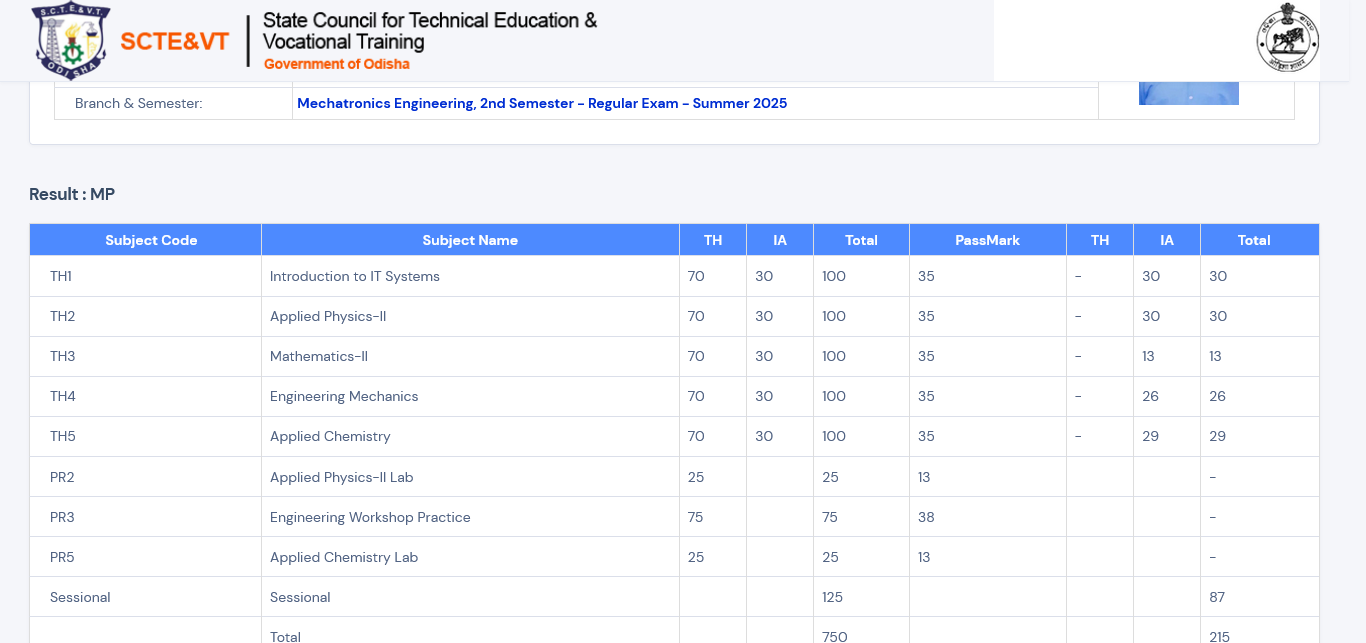 S.C.T.E.& V.T.
ODISHA
SCTE&VT
State Council for Technical Education &
Vocational Training
Government of Odisha
Branch & Semester: Mechatronics Engineering, 2nd Semester - Regular Exam - Summer 2025
Result : MP
Subject Code Subject Name TH IA Total PassMark TH IA Total
TH1 Introduction to IT Systems 70 30 100 35 - 30 30
TH2 Applied Physics-II 70 30 100 35 - 30 30
TH3 Mathematics-II 70 30 100 35 - 13 13
TH4 Engineering Mechanics 70 30 100 35 - 26 26
TH5 Applied Chemistry 70 30 100 35 - 29 29
PR2 Applied Physics-II Lab 25 25 13 -
PR3 Engineering Workshop Practice 75 75 38 -
PR5 Applied Chemistry Lab 25 25 13 -
Sessional Sessional 125 87
Total 750 215